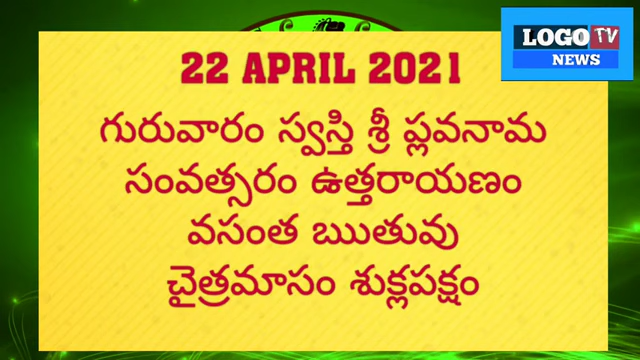 LOGO TV
NEWS
22 APRIL 2021
గురువారం స్వస్తి శ్రీ ప్లవనామ
సంవత్సరం ఉత్తరాయణం
వసంత ఋతువు
చైత్రమాసం శుక్లపక్షం